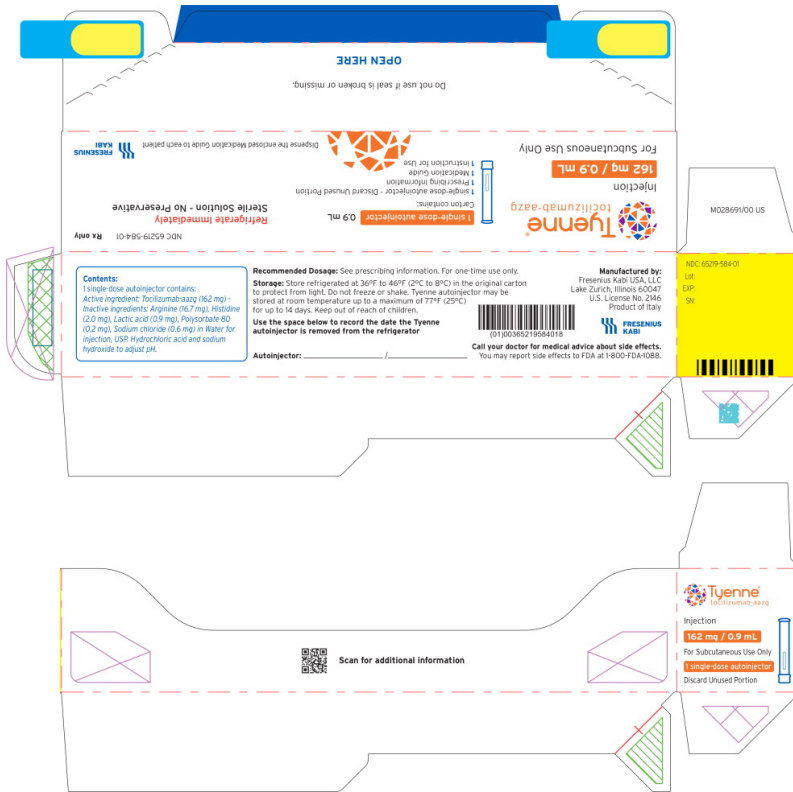 OPEN HERE
Do not use if seal is broken or missing.
Tyenne®
tocilizumab-aazg
Injection
162 mg / 0.9 mL
For Subcutaneous Use Only
1 single-dose autoinjector 0.9 mL
Carton contains:
1 single-dose autoinjector - Discard Unused Portion
1 Prescribing Information
1 Medication Guide
1 Instruction for Use
NDC 65219-584-01 Rx only
Refrigerate Immediately
Sterile Solution - No Preservative
Dispense the enclosed Medication Guide to each patient
FRESENIUS
KABI
M028691/00 US
Contents:
1 single-dose autoinjector contains:
Active ingredient: Tocilizumab-aazg (162 mg) -
Inactive ingredients: Arginine (16.7 mg), Histidine
(2.0 mg), Lactic acid (0.9 mg), Polysorbate 80
(0.2 mg), Sodium chloride (0.6 mg) in Water for
Injection, USP. Hydrochloric acid and sodium
hydroxide to adjust pH.
Recommended Dosage: See prescribing information. For one-time use only.
Storage: Store refrigerated at 36ºF to 46ºF (2ºC to 8ºC) in the original carton
to protect from light. Do not freeze or shake. Tyenne autoinjector may be
stored at room temperature up to a maximum of 77°F (25°C)
for up to 14 days. Keep out of reach of children.
Use the space below to record the date the Tyenne
autoinjector is removed from the refrigerator
Autoinjector: ____________ /____________
(01)00365219584018
Manufactured by:
Fresenius Kabi USA, LLC
Lake Zurich, Illinois 60047
U.S. License No. 2146
Product of Italy
FRESENIUS
KABI
Call your doctor for medical advice about side effects.
You may report side effects to FDA at 1-800-FDA-1088.
NDC: 65219-584-01
Lot:
EXP:
SN:
Scan for additional information
Tyenne®
tocilizumab-aazg
Injection
162 mg / 0.9 mL
For Subcutaneous Use Only
1 single-dose autoinjector
Discard Unused Portion